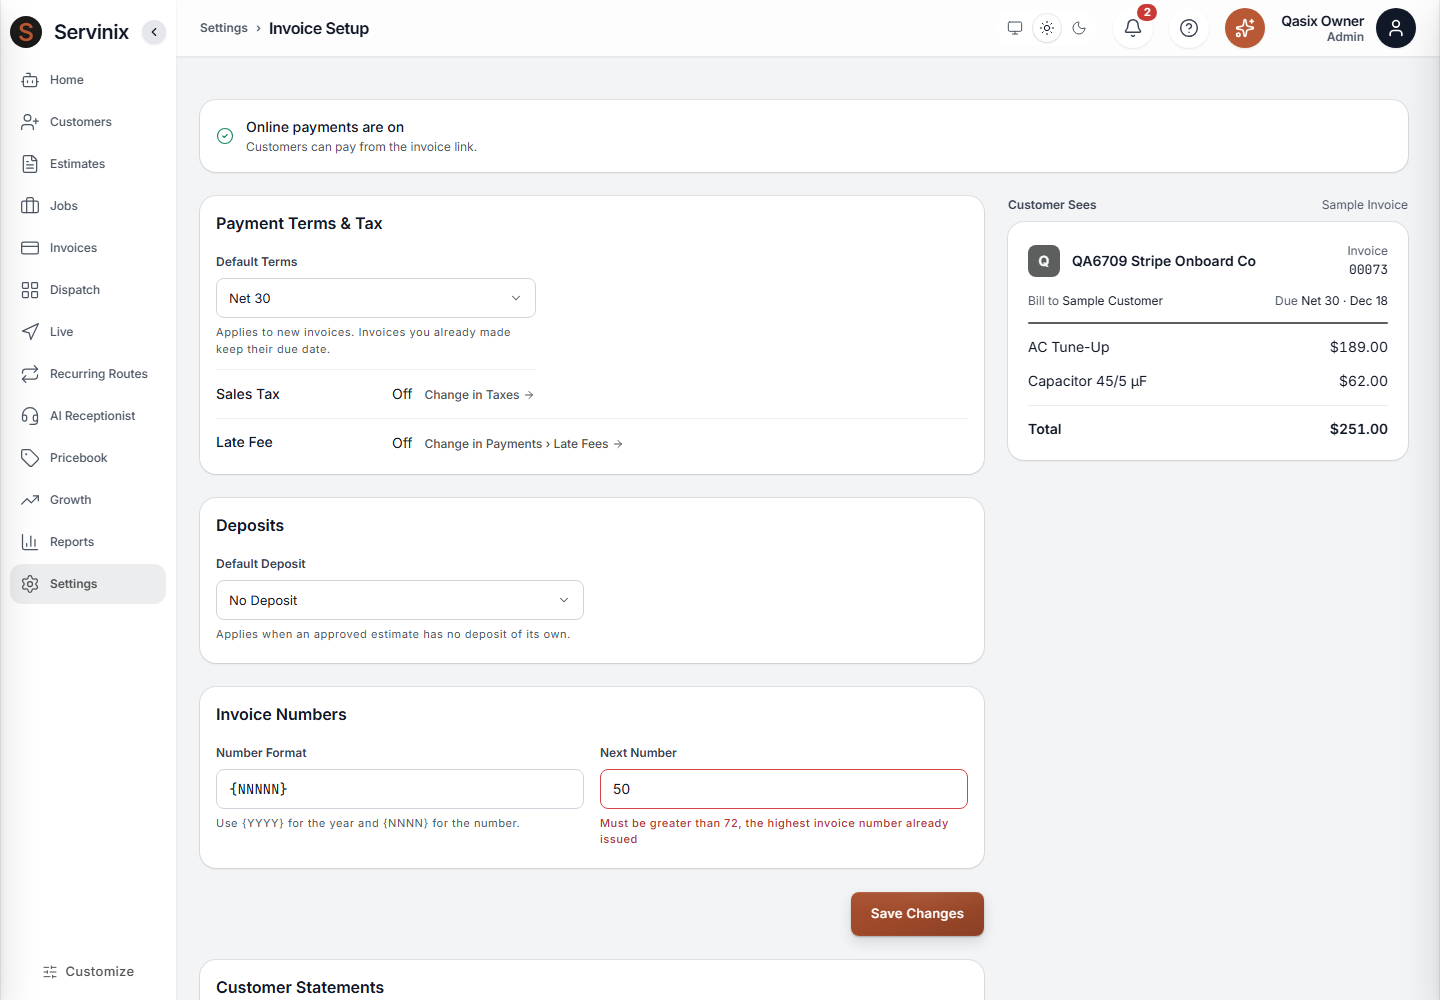 S Servinix
Settings › Invoice Setup
2
Qasix Owner
Admin
Home
Customers
Estimates
Jobs
Invoices
Dispatch
Live
Recurring Routes
AI Receptionist
Pricebook
Growth
Reports
Settings
Customize
Online payments are on
Customers can pay from the invoice link.
Payment Terms & Tax
Default Terms
Net 30
Applies to new invoices. Invoices you already made
keep their due date.
Sales Tax Off Change in Taxes →
Late Fee Off Change in Payments › Late Fees →
Deposits
Default Deposit
No Deposit
Applies when an approved estimate has no deposit of its own.
Invoice Numbers
Number Format
{NNNNN}
Use {YYYY} for the year and {NNNN} for the number.
Next Number
50
Must be greater than 72, the highest invoice number already
issued
Save Changes
Customer Statements
Customer Sees Sample Invoice
Q QA6709 Stripe Onboard Co
Invoice
00073
Bill to Sample Customer Due Net 30 · Dec 18
AC Tune-Up $189.00
Capacitor 45/5 µF $62.00
Total $251.00